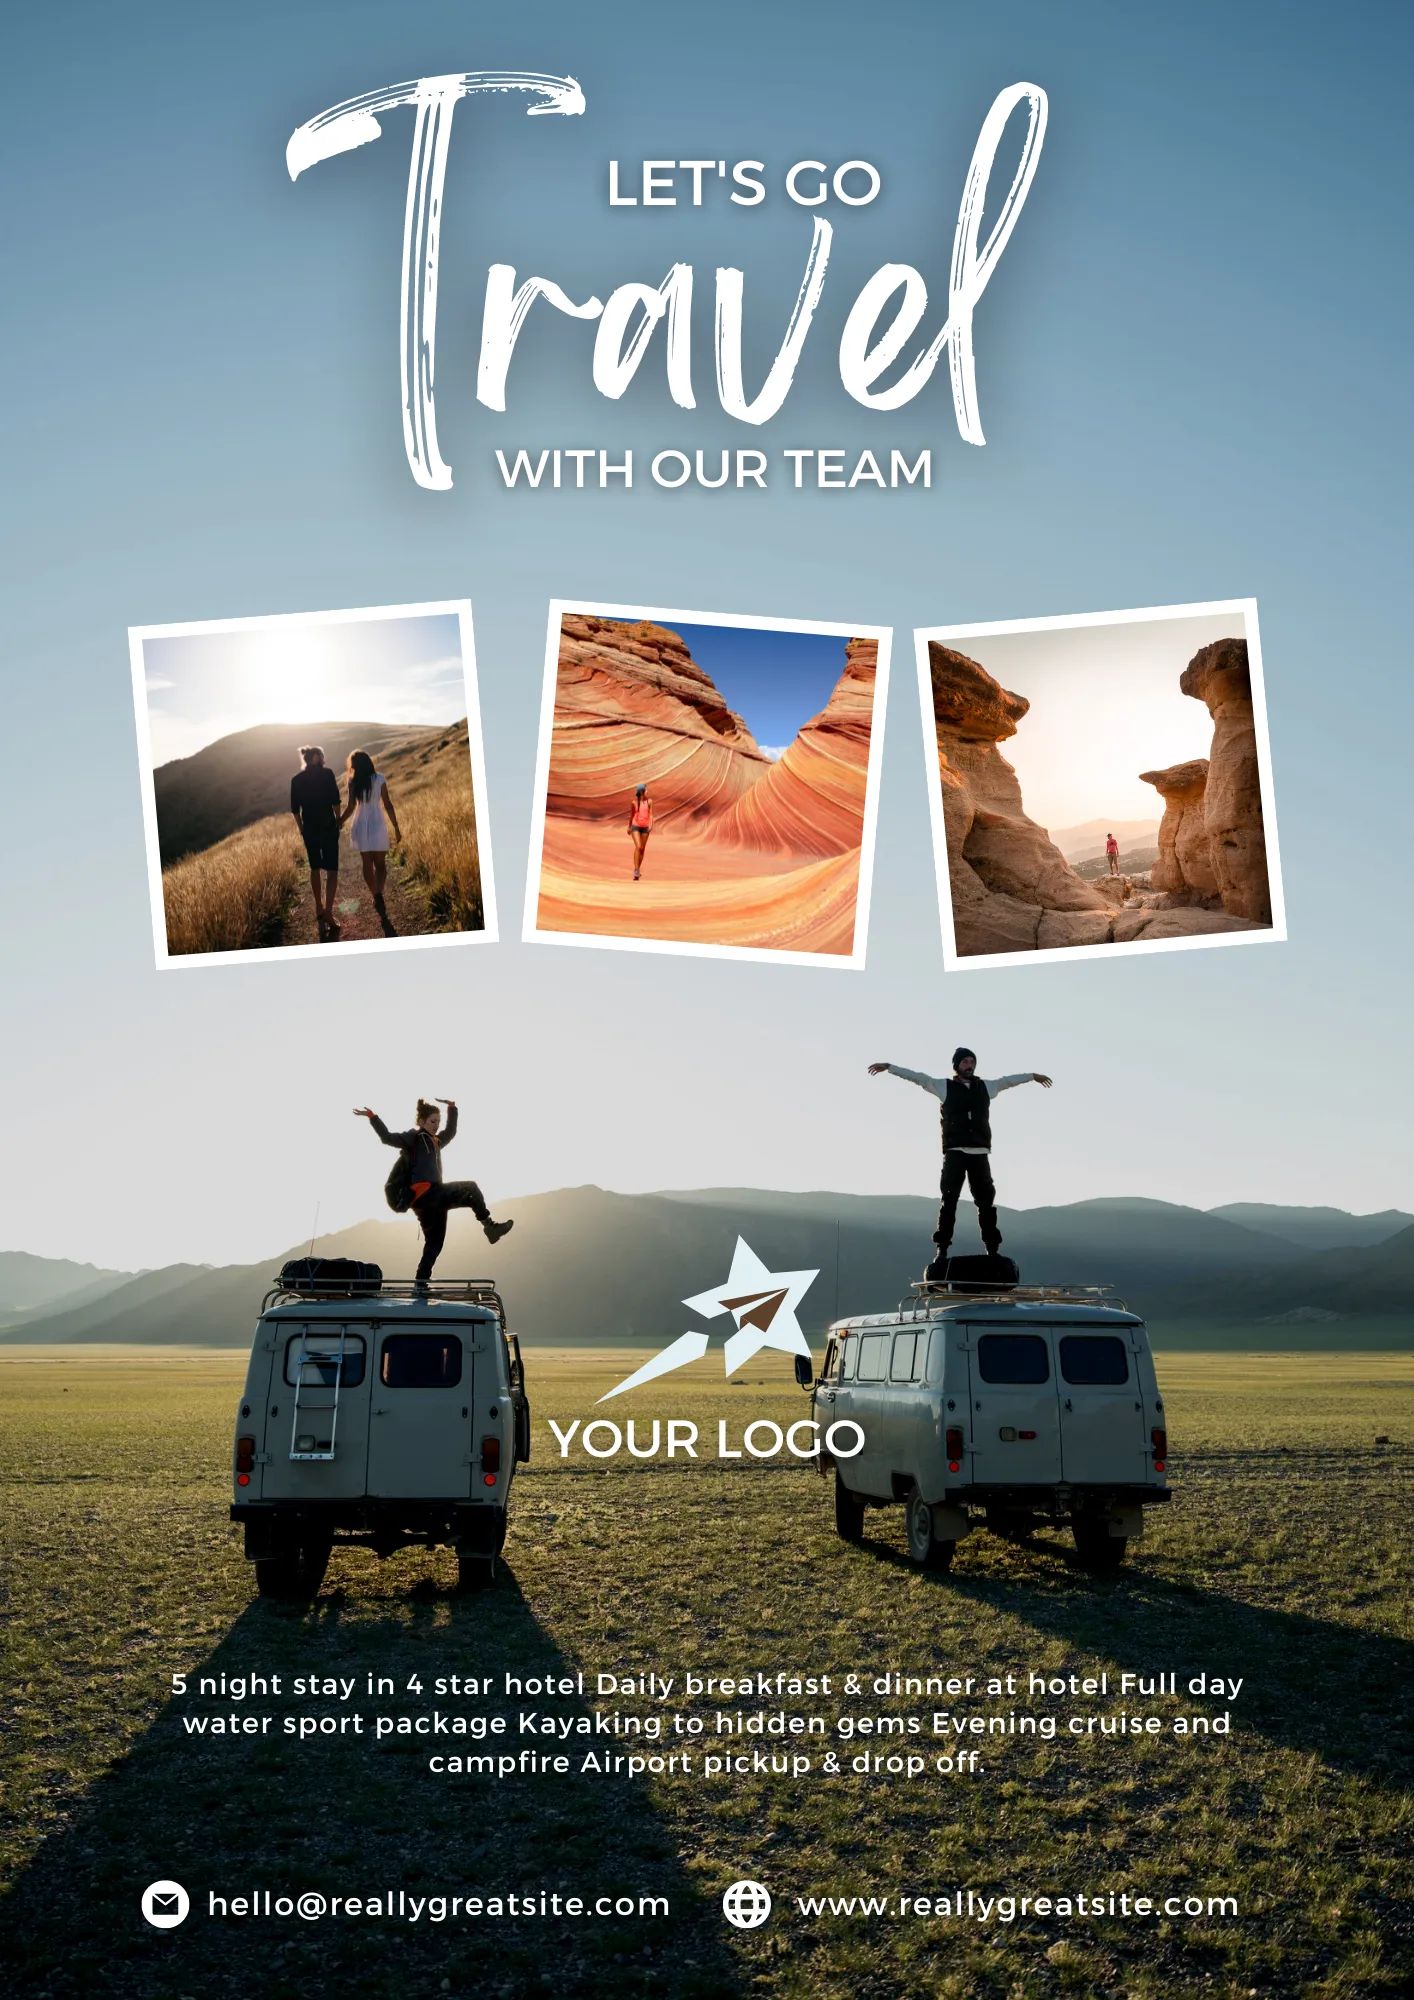 LET'S GO
Travel
WITH OUR TEAM
YOUR LOGO
5 night stay in 4 star hotel Daily breakfast & dinner at hotel Full day
water sport package Kayaking to hidden gems Evening cruise and
campfire Airport pickup & drop off.
hello@reallygreatsite.com
www.reallygreatsite.com